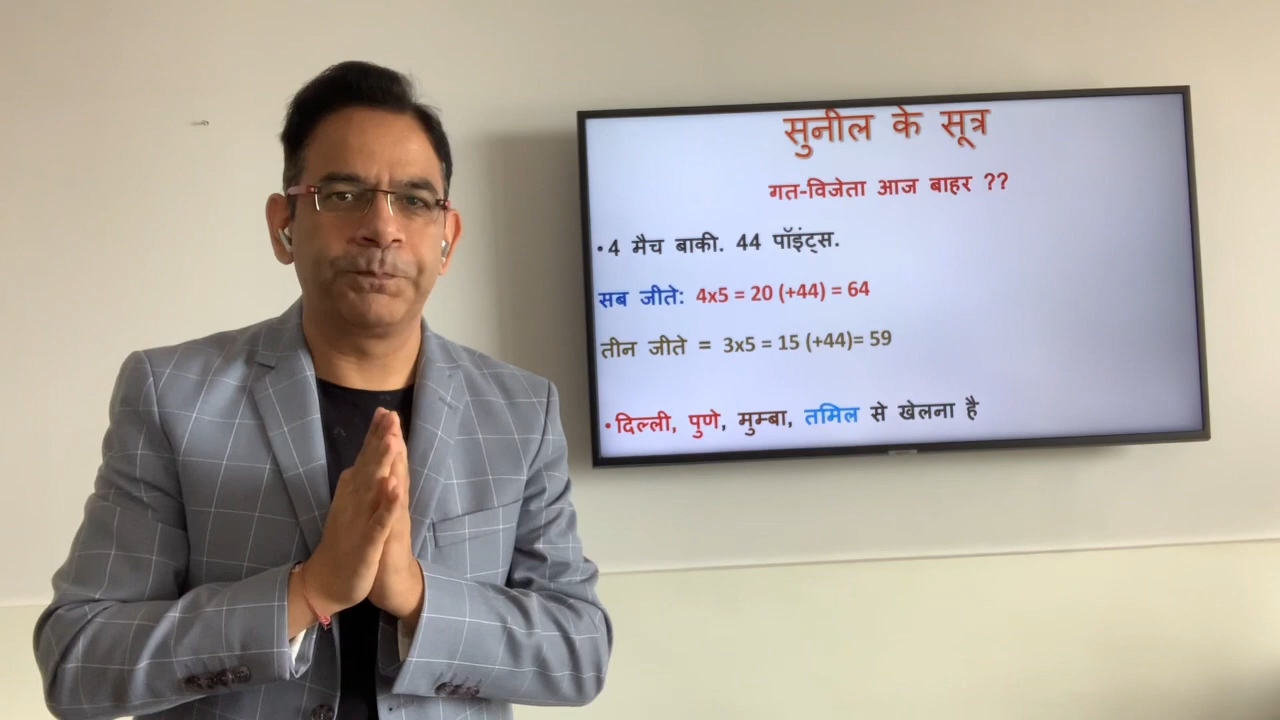 सुनील के सूत्र
गत-विजेता आज बाहर ??
•4 मैच बाकी. 44 पॉइंट्स.
सब जीते: 4x5 = 20 (+44) = 64
तीन जीते = 3x5 = 15 (+44)= 59
•दिल्ली, पुणे, मुम्बा, तमिल से खेलना है